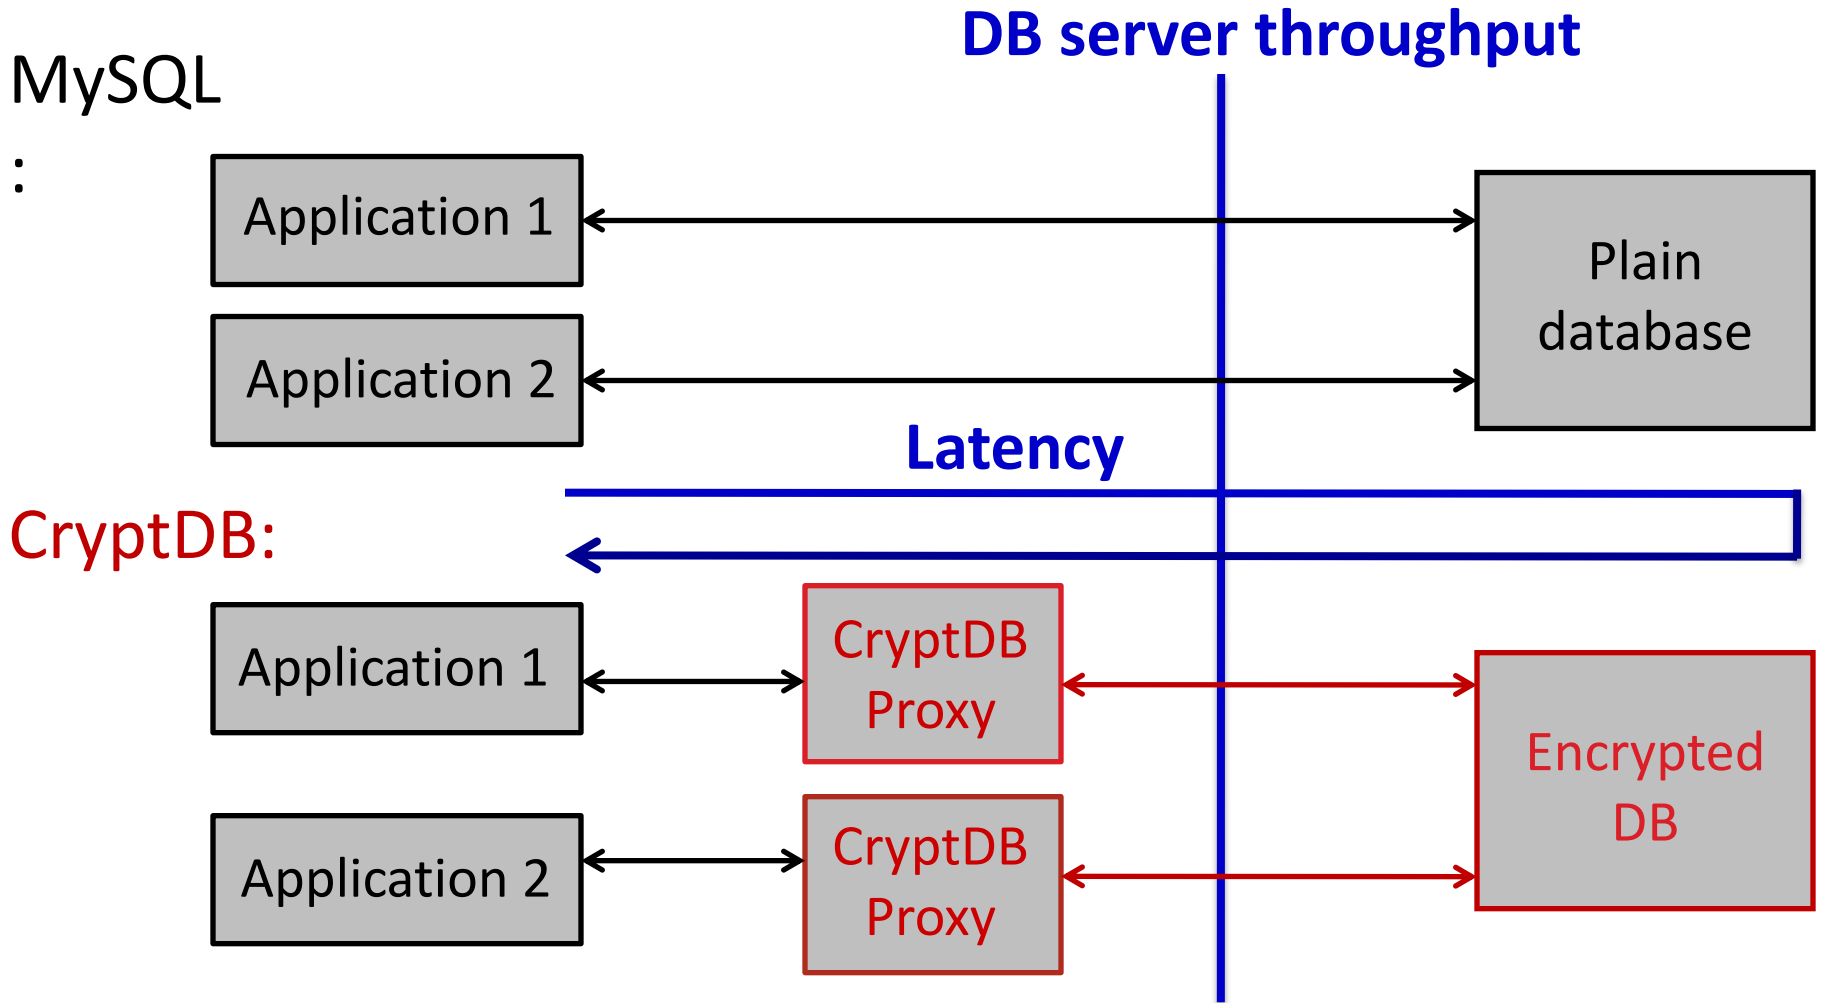 DB server throughput
MySQL
:
Application 1
Plain
database
Application 2
Latency
CryptDB:
Application 1
CryptDB
Proxy
Encrypted
DB
Application 2
CryptDB
Proxy